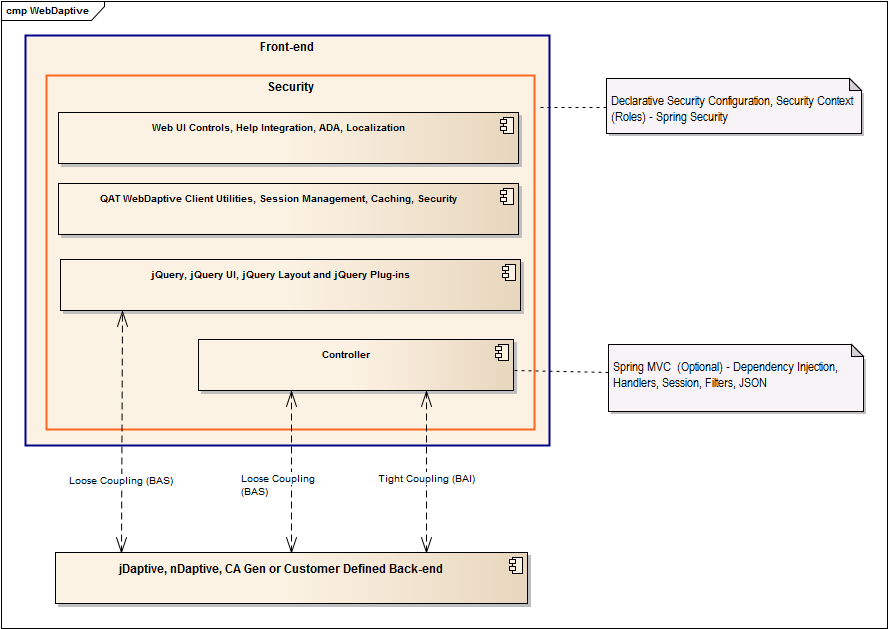 cmp WebDaptive
Front-end
Security
Web UI Controls, Help Integration, ADA, Localization
QAT WebDaptive Client Utilities, Session Management, Caching, Security
jQuery, jQuery UI, jQuery Layout and jQuery Plug-ins
Controller
Declarative Security Configuration, Security Context
(Roles) - Spring Security
Spring MVC  (Optional) - Dependency Injection,
Handlers, Session, Filters, JSON
Loose Coupling (BAS)
Loose Coupling
(BAS)
Tight Coupling (BAI)
jDaptive, nDaptive, CA Gen or Customer Defined Back-end